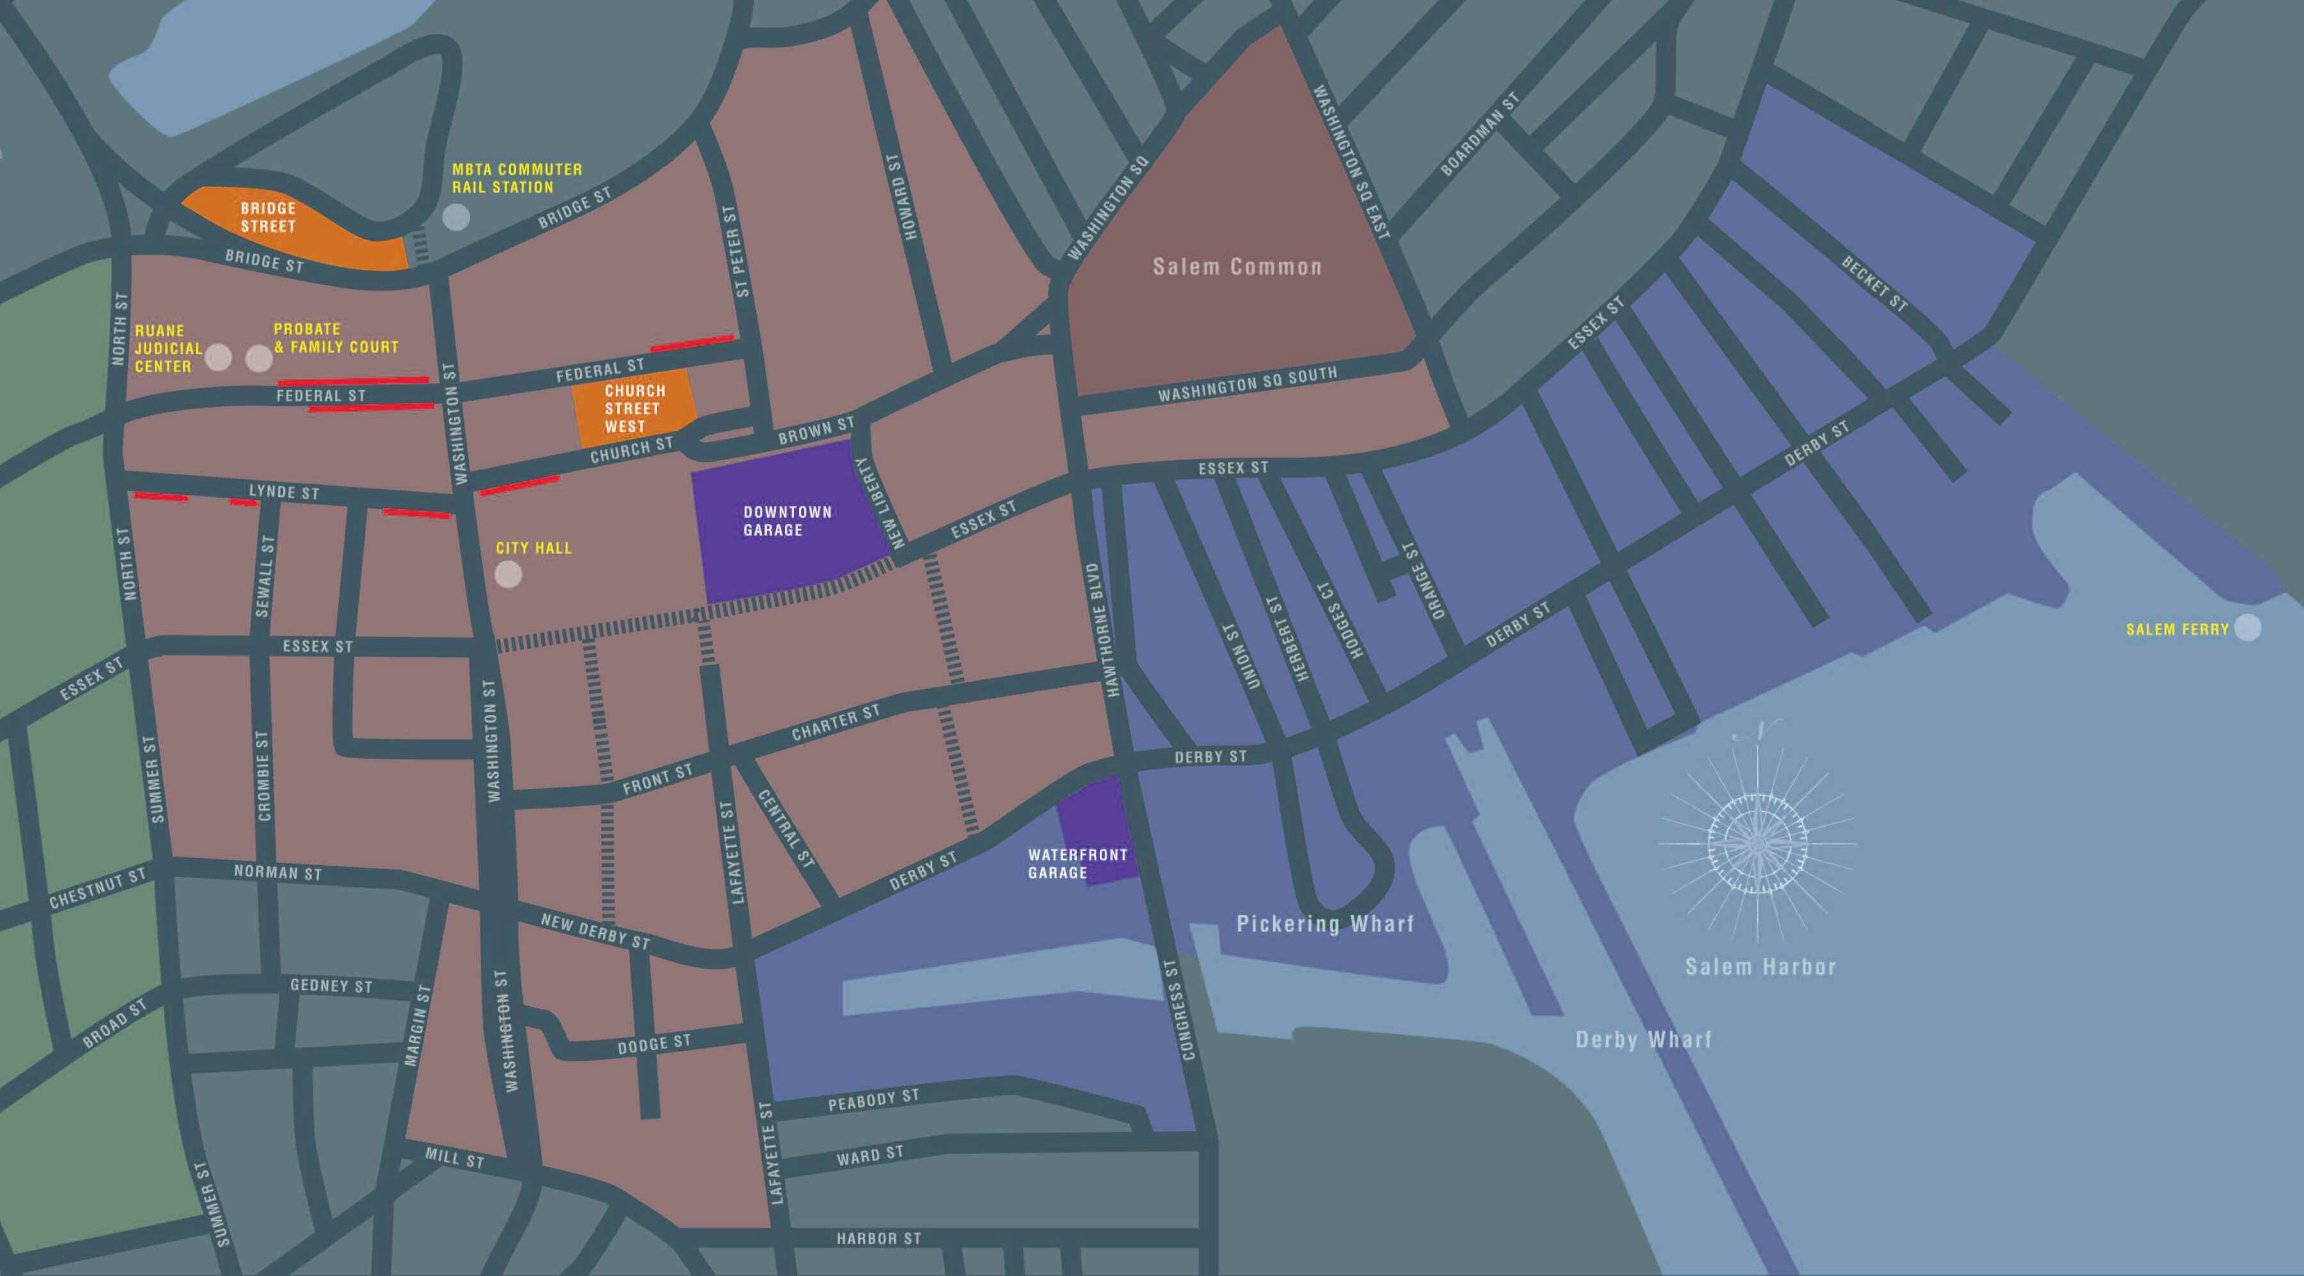 MBTA COMMUTER
RAIL STATION
BRIDGE
STREET
BRIDGE ST
BRIDGE ST
NORTH ST
RUANE
JUDICIAL
CENTER
PROBATE
& FAMILY COURT
FEDERAL ST
WASHINGTON ST
FEDERAL ST
ST PETER ST
HOWARD ST
WASHINGTON SQ
WASHINGTON SQ EAST
BOARDMAN ST
Salem Common
WASHINGTON SQ SOUTH
ESSEX ST
BECKET ST
DERBY ST
CHURCH
STREET
WEST
CHURCH ST
BROWN ST
NEW LIBERTY
DOWNTOWN
GARAGE
ESSEX ST
ESSEX ST
LYNDE ST
NORTH ST
SEWALL ST
CITY HALL
ESSEX ST
ESSEX ST
HAWTHORNE BLVD
UNION ST
HERBERT ST
HODGES CT
ORANGE ST
DERBY ST
SALEM FERRY
SUMMER ST
CROMBIE ST
WASHINGTON ST
FRONT ST
CHARTER ST
CENTRAL ST
LAFAYETTE ST
DERBY ST
DERBY ST
WATERFRONT
GARAGE
CHESTNUT ST
NORMAN ST
NEW DERBY ST
Pickering Wharf
N
Salem Harbor
Derby Wharf
BROAD ST
GEDNEY ST
MARGIN ST
WASHINGTON ST
DODGE ST
CONGRESS ST
PEABODY ST
LAFAYETTE ST
WARD ST
MILL ST
SUMMER ST
HARBOR ST